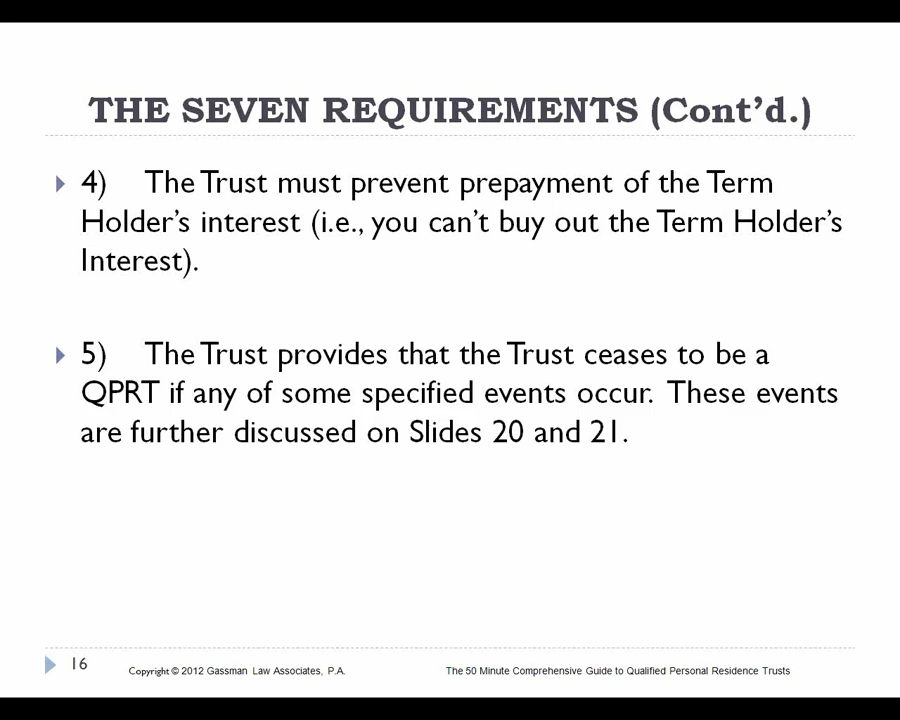 THE SEVEN REQUIREMENTS (Cont’d.)
4) The Trust must prevent prepayment of the Term
Holder’s interest (i.e., you can’t buy out the Term Holder’s
Interest).
5) The Trust provides that the Trust ceases to be a
QPRT if any of some specified events occur. These events
are further discussed on Slides 20 and 21.
16
Copyright © 2012 Gassman Law Associates, P.A.
The 50 Minute Comprehensive Guide to Qualified Personal Residence Trusts